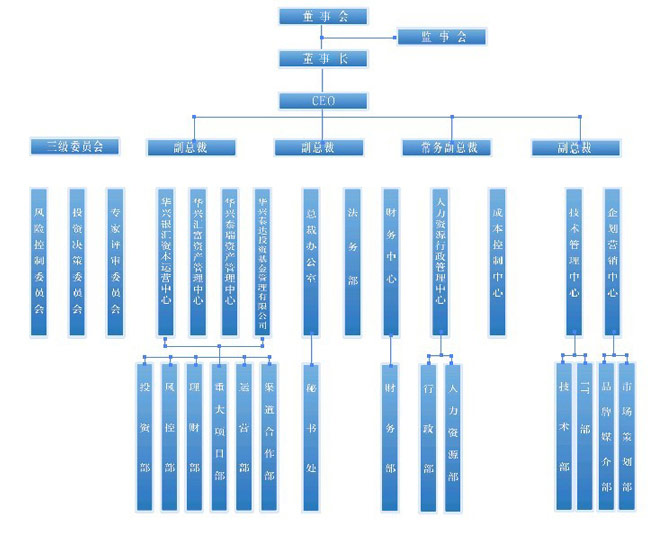 董事会
监事会
董事长
CEO
三级委员会
副总裁
副总裁
常务副总裁
副总裁
风险控制委员会
投资决策委员会
专家评审委员会
华兴银汇资本运营中心
华兴汇富资产管理中心
华兴泰瑞资产管理中心
华兴泰达投资基金管理有限公司
总裁办公室
法务部
财务中心
人力资源行政管理中心
成本控制中心
技术管理中心
企划营销中心
投资部
风控部
理财部
重大项目部
运营部
渠道合作部
秘书处
财务部
行政部
人力资源部
技术部
IT部
品牌媒介部
市场策划部